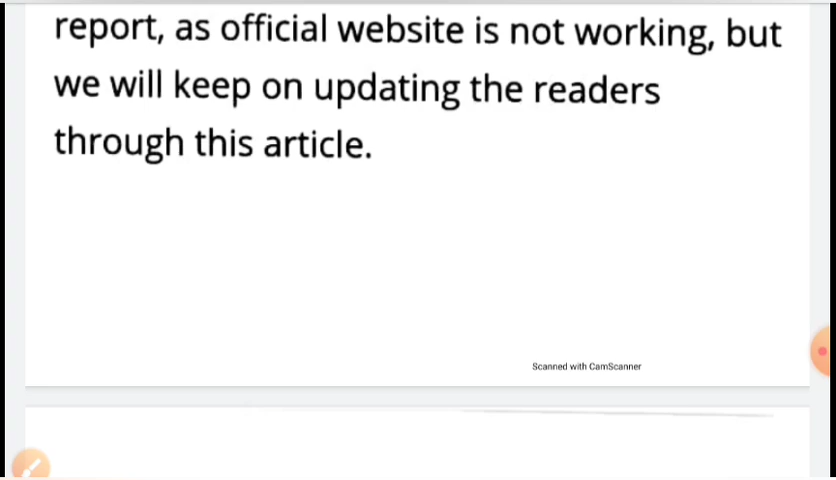 report, as official website is not working, but
we will keep on updating the readers
through this article.
Scanned with CamScanner